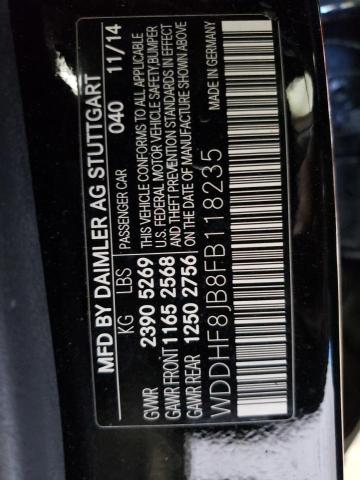 MFD BY DAIMLER AG STUTTGART
KG LBS PASSENGER CAR 040 11/14
GVWR 2390 5269 THIS VEHICLE CONFORMS TO ALL APPLICABLE
U.S. FEDERAL MOTOR VEHICLE SAFETY, BUMPER
GAWR FRONT 1165 2568 AND THEFT PREVENTION STANDARDS IN EFFECT
GAWR REAR 1250 2756 ON THE DATE OF MANUFACTURE SHOWN ABOVE
WDDHF8JB8FB118235 MADE IN GERMANY